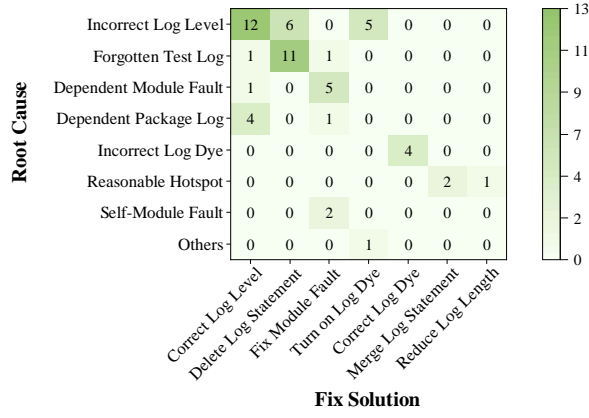 Root Cause
Incorrect Log Level 12 6 0 5 0 0 0
Forgotten Test Log 1 11 1 0 0 0 0
Dependent Module Fault 1 0 5 0 0 0 0
Dependent Package Log 4 0 1 0 0 0 0
Incorrect Log Dye 0 0 0 0 4 0 0
Reasonable Hotspot 0 0 0 0 0 2 1
Self-Module Fault 0 0 2 0 0 0 0
Others 0 0 0 1 0 0 0
Correct Log Level
Delete Log Statement
Fix Module Fault
Turn on Log Dye
Correct Log Dye
Merge Log Statement
Reduce Log Length
Fix Solution
13
11
9
7
4
2
0